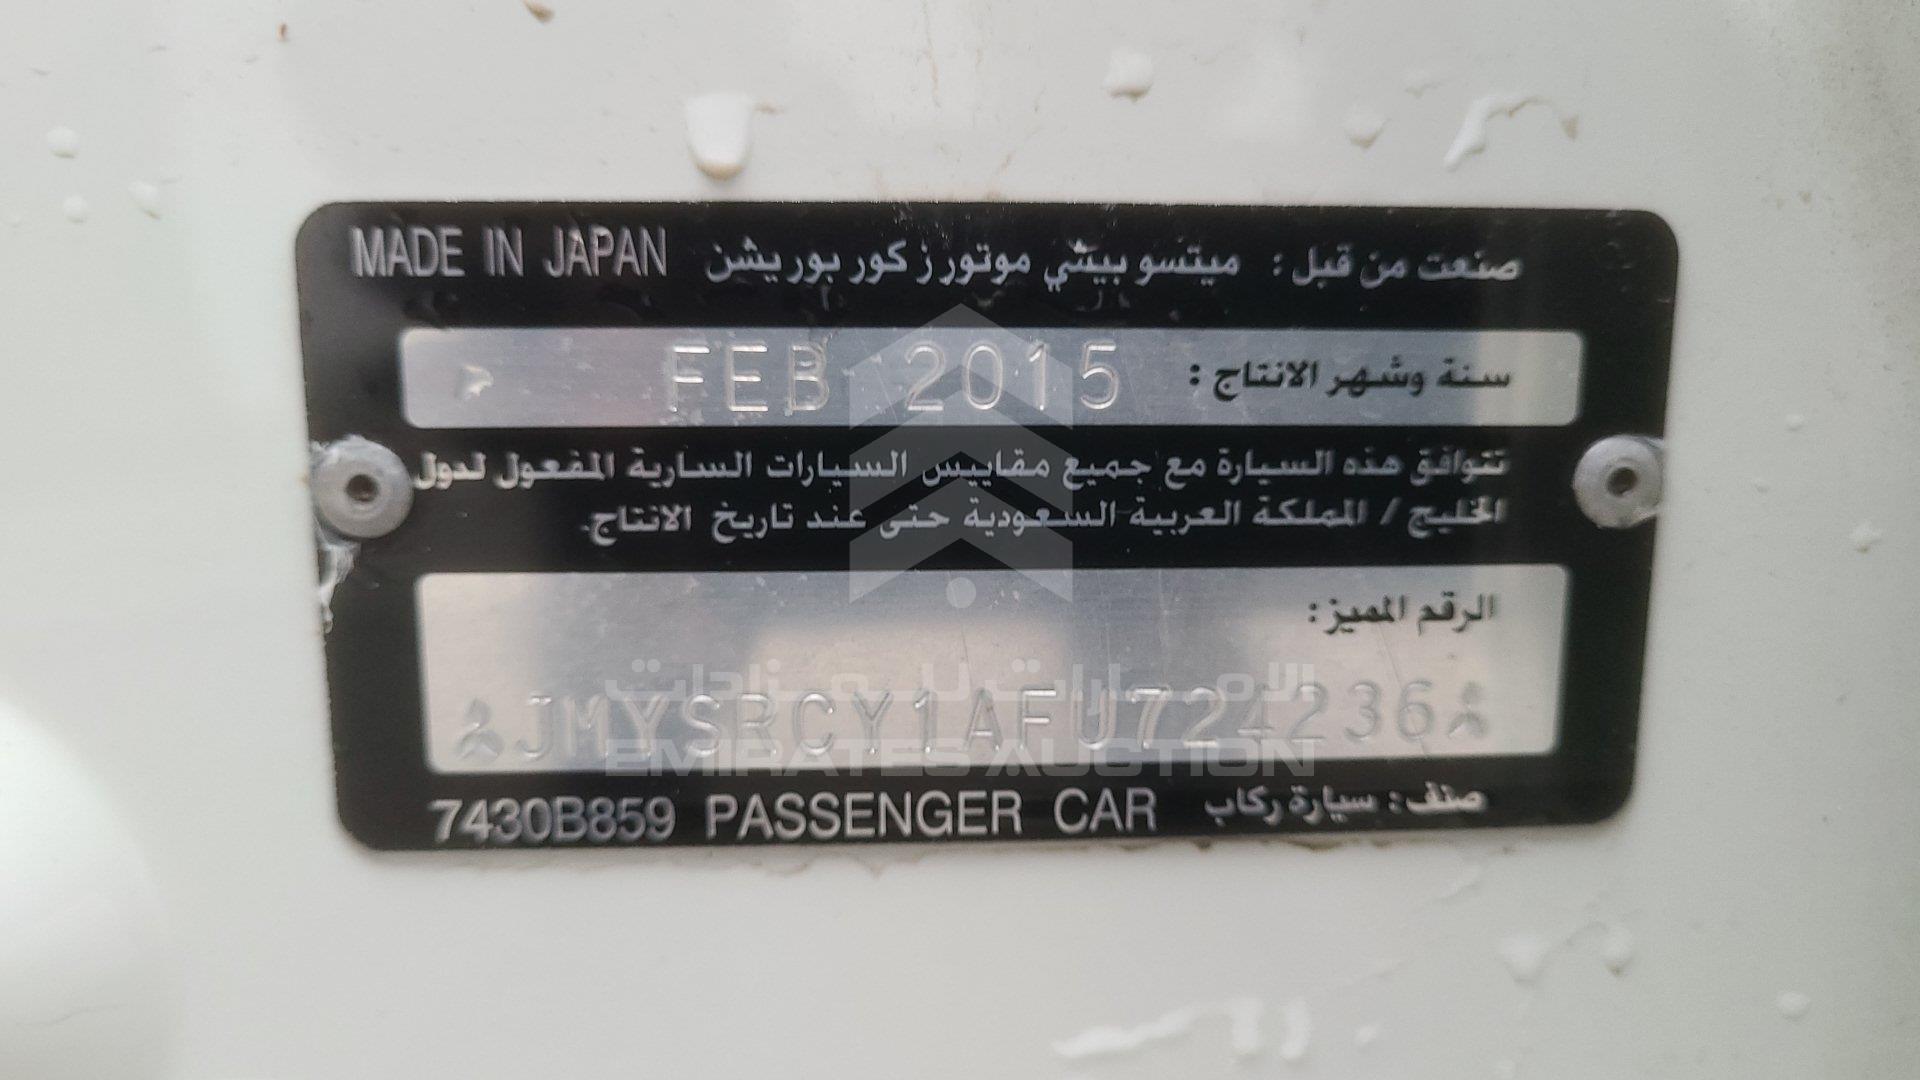 MADE IN JAPAN صنعت من قبل : ميتسو بيشي موتورز كور بوريشن
سنة وشهر الانتاج : FEB 2015
تتوافق هذه السيارة مع جميع مقاييس السيارات السارية المفعول لدول
الخليج / المملكة العربية السعودية حتى عند تاريخ الانتاج.
الرقم المميز:
الامارات للمزادات
JMYSRCY1AFU724236
EMIRATES AUCTION
7430B859 PASSENGER CAR صنف: سيارة ركاب